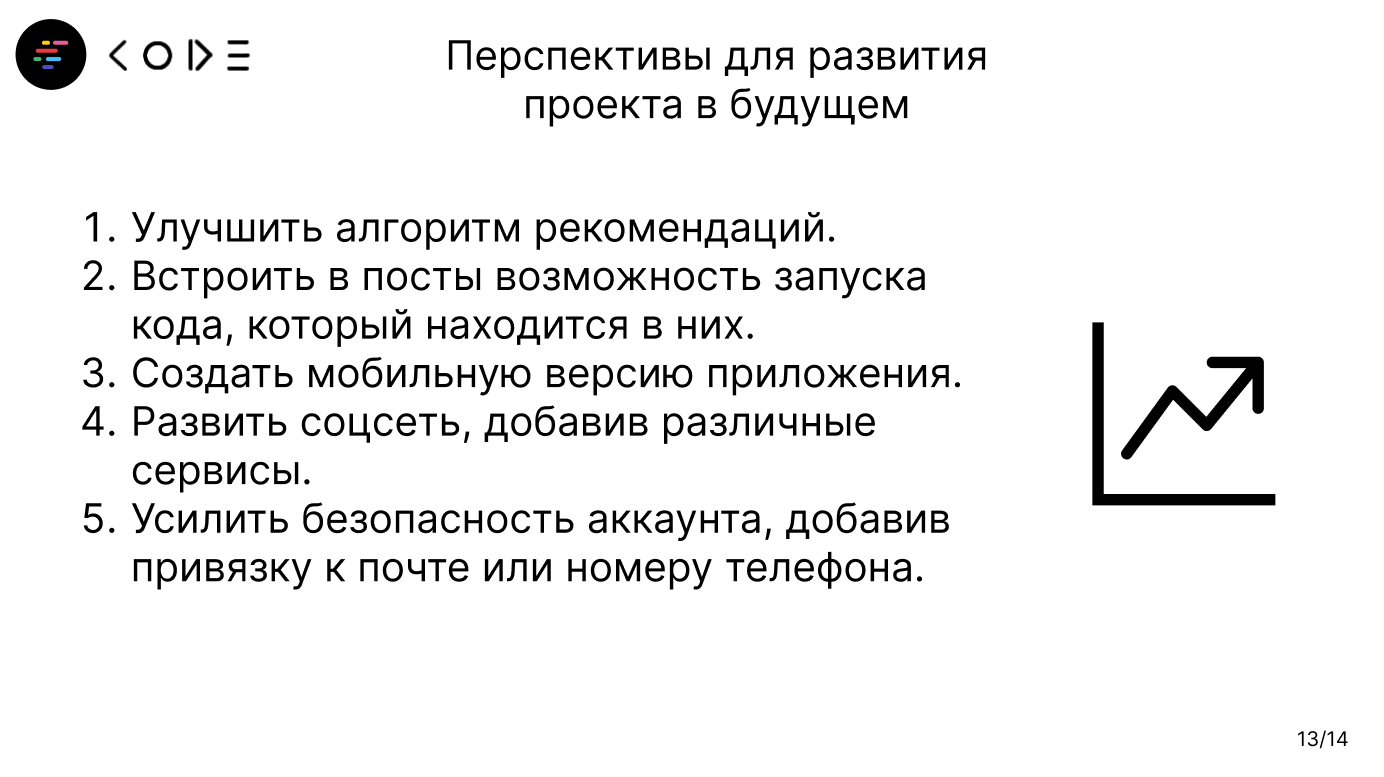 CODE
Перспективы для развития
проекта в будущем
1. Улучшить алгоритм рекомендаций.
2. Встроить в посты возможность запуска
кода, который находится в них.
3. Создать мобильную версию приложения.
4. Развить соцсеть, добавив различные
сервисы.
5. Усилить безопасность аккаунта, добавив
привязку к почте или номеру телефона.
13/14